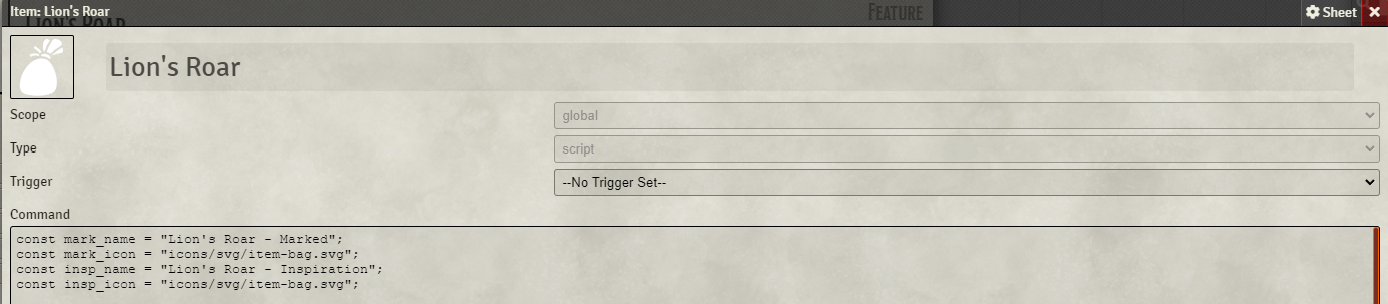 Item: Lion's Roar
Sheet
LION'S ROAR
FEATURE
Lion's Roar
Scope
global
Type
script
Trigger
--No Trigger Set--
Command
const mark_name = "Lion's Roar - Marked";
const mark_icon = "icons/svg/item-bag.svg";
const insp_name = "Lion's Roar - Inspiration";
const insp_icon = "icons/svg/item-bag.svg";